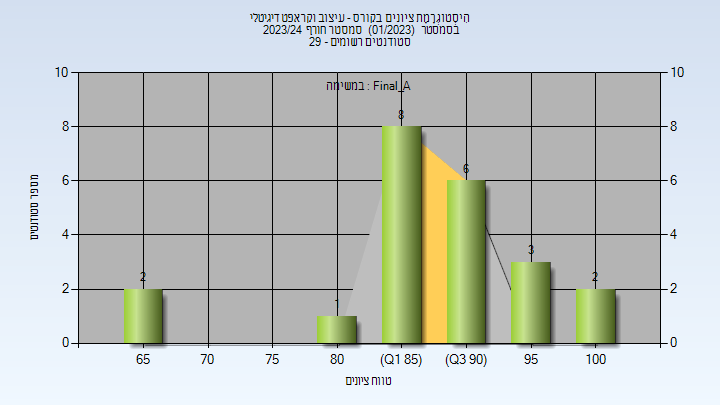 היסטוגרמת ציונים בקורס - עיצוב וקראפט דיגיטלי
בסמסטר (01/2023) סמסטר חורף 2023/24
סטודנטים רשומים - 29
במשימה : Final_A
10 10
8 8
6 6
4 4
2 2
0 0
2 1 8 6 3 2
מספר סטודנטים
65 70 75 80 (Q1 85) (Q3 90) 95 100
טווח ציונים